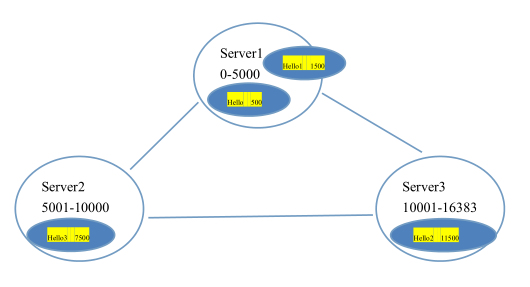 Server1
0-5000
Hello1 1500
Hello 500
Server2
5001-10000
Hello3 7500
Server3
10001-16383
Hello2 11500